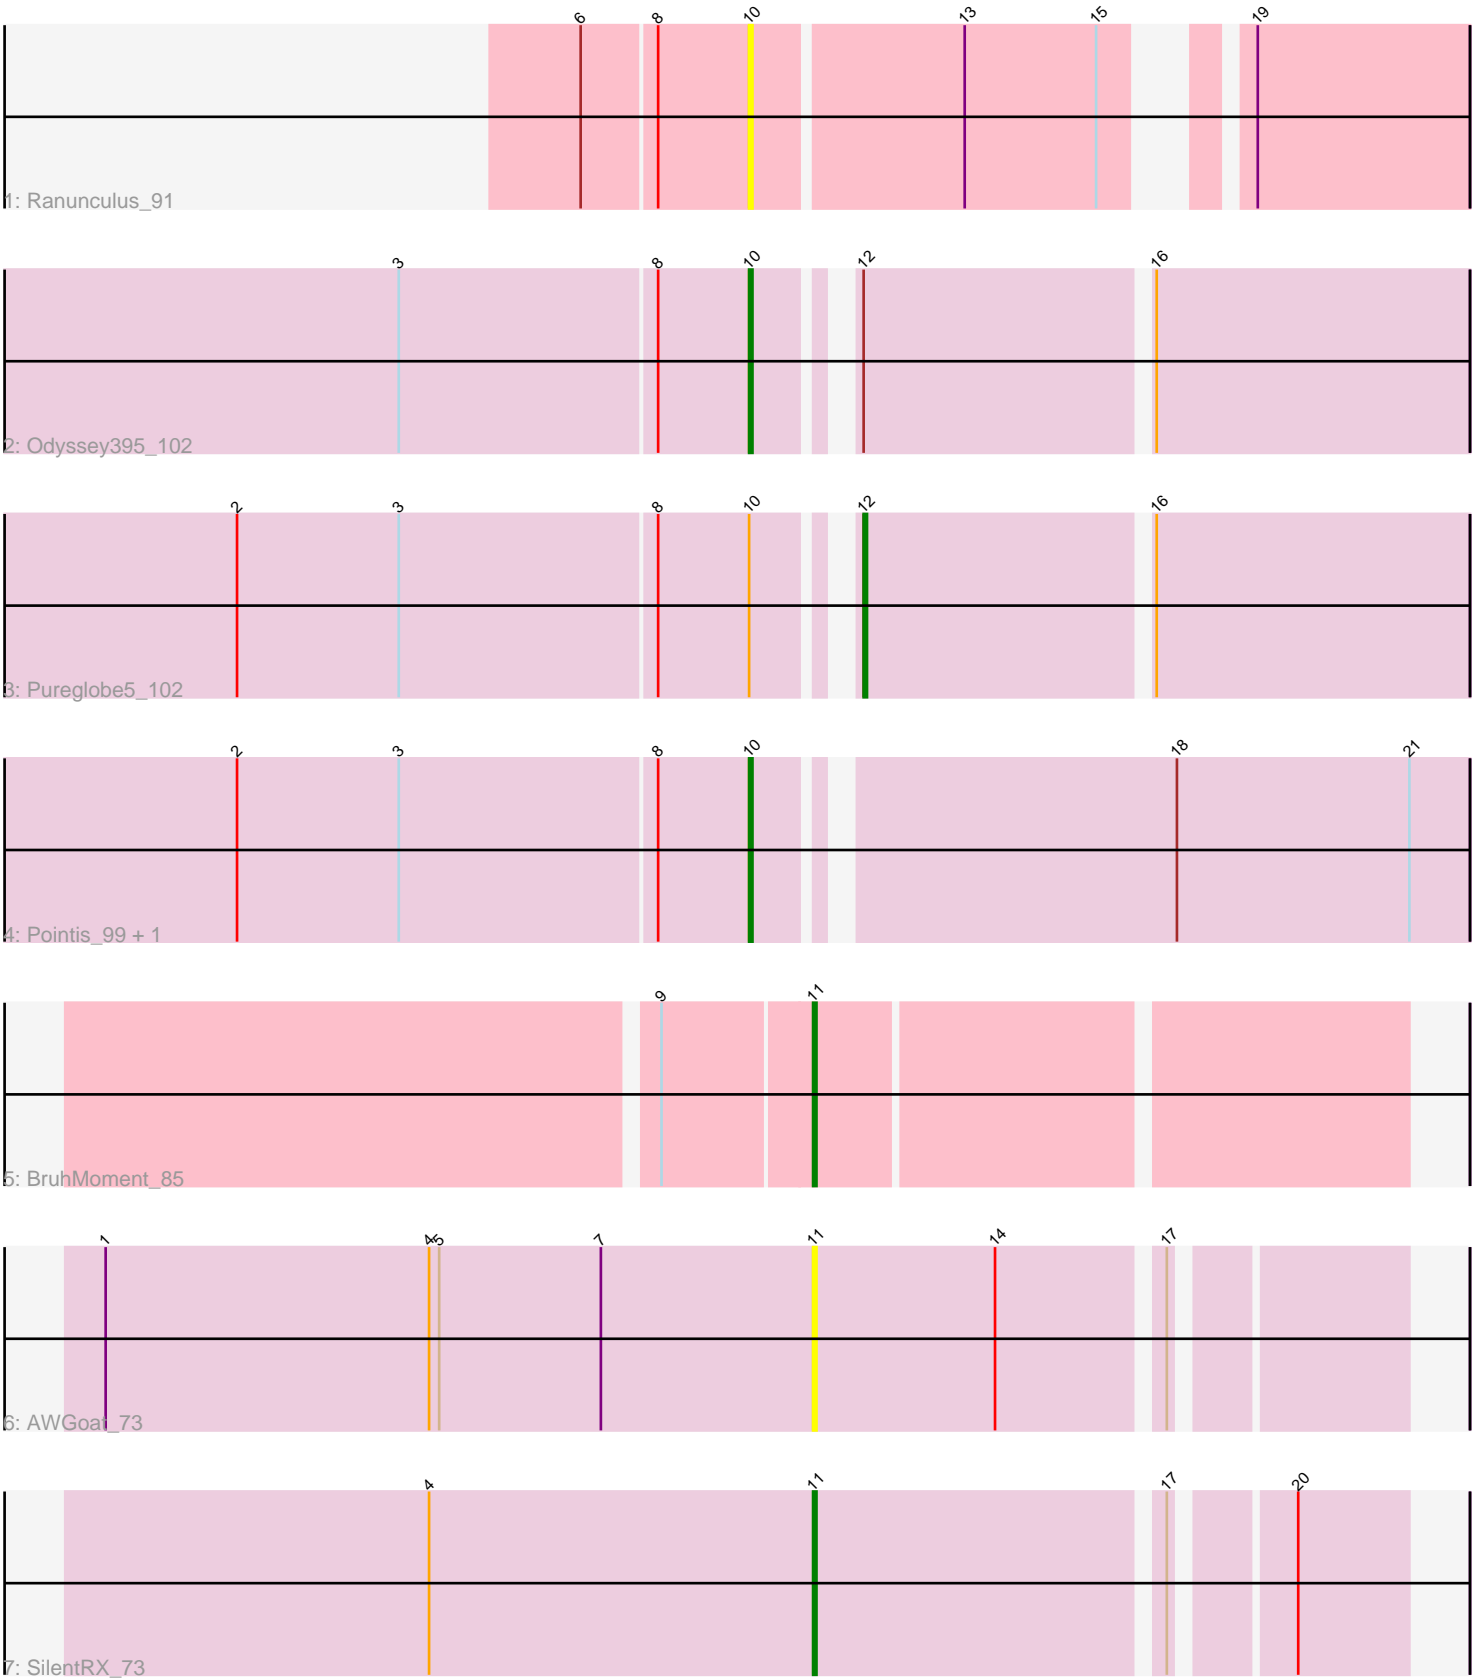 6 8 10 13 15 19
1: Ranunculus_91
3 8 10 12 16
2: Odyssey395_102
2 3 8 10 12 16
3: Pureglobe5_102
2 3 8 10 18 21
4: Pointis_99 + 1
9 11
5: BruhMoment_85
1 4 5 7 11 14 17
6: AWGoat_73
4 11 17 20
7: SilentRX_73